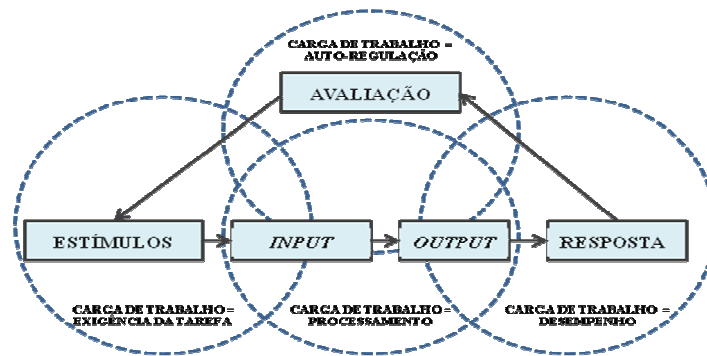 CARGA DE TRABALHO =
AUTO-REGULAÇÃO
AVALIAÇÃO
ESTÍMULOS
INPUT
OUTPUT
RESPOSTA
CARGA DE TRABALHO =
EXIGÊNCIA DA TAREFA
CARGA DE TRABALHO =
PROCESSAMENTO
CARGA DE TRABALHO =
DESEMPENHO